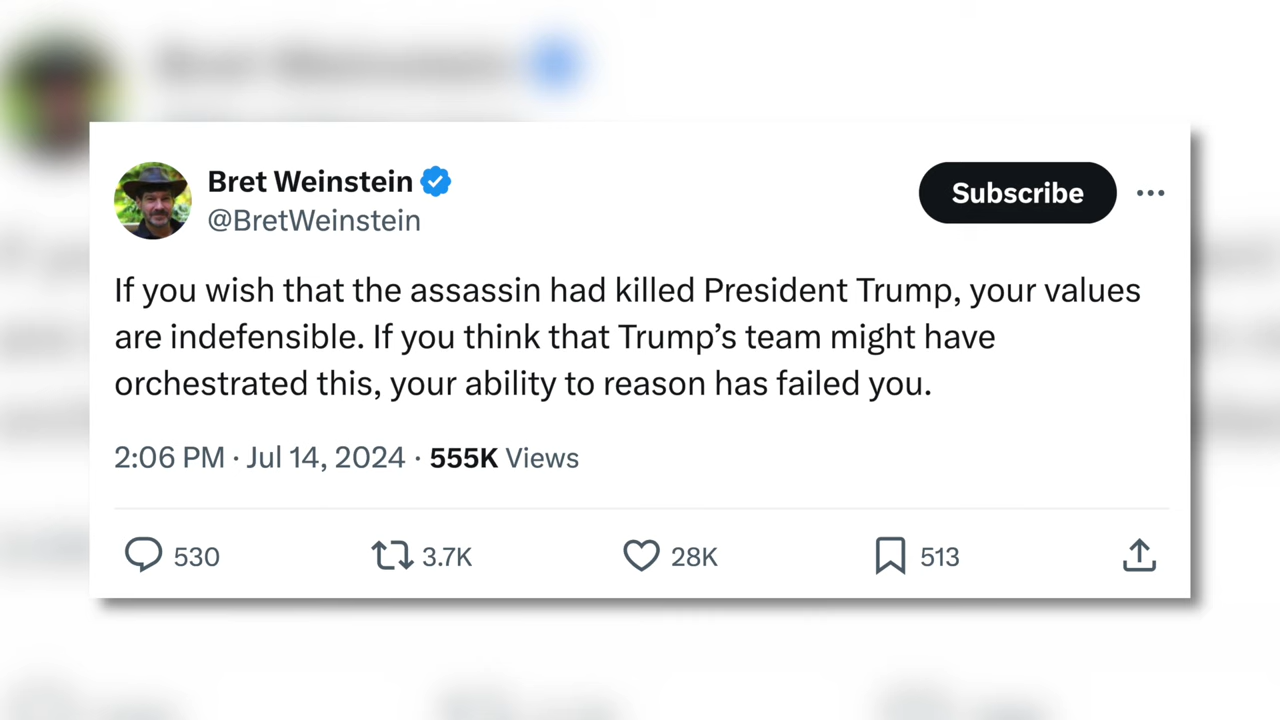 Bret Weinstein
@BretWeinstein
Subscribe
If you wish that the assassin had killed President Trump, your values
are indefensible. If you think that Trump’s team might have
orchestrated this, your ability to reason has failed you.
2:06 PM · Jul 14, 2024 · 555K Views
530 3.7K 28K 513